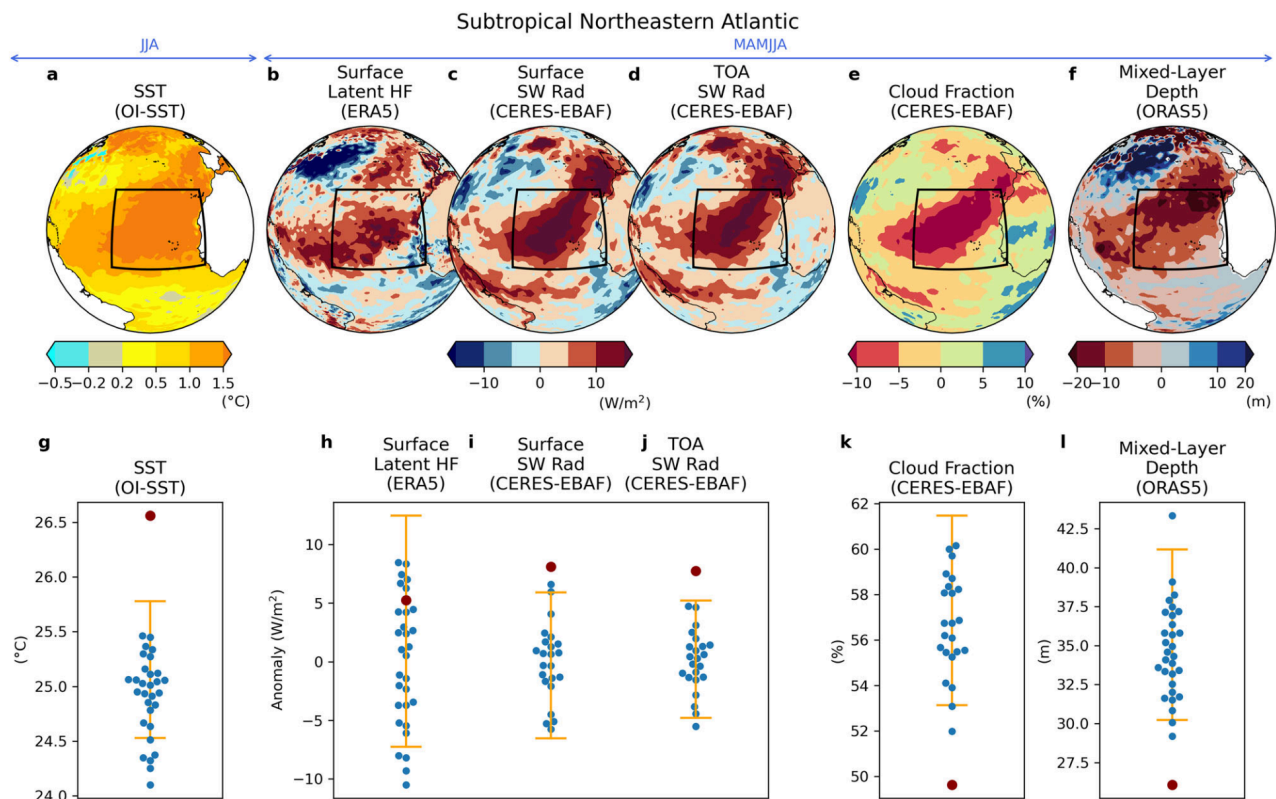 Subtropical Northeastern Atlantic
JJA
MAMJJA
a
SST
(OI-SST)
b
Surface
Latent HF
(ERA5)
c
Surface
SW Rad
(CERES-EBAF)
d
TOA
SW Rad
(CERES-EBAF)
e
Cloud Fraction
(CERES-EBAF)
f
Mixed-Layer
Depth
(ORAS5)
−0.5 −0.2 0.2 0.5 1.0 1.5
(°C)
−10 0 10
(W/m²)
−10 −5 0 5 10
(%)
−20 −10 0 10 20
(m)
g
SST
(OI-SST)
(°C)
26.5
26.0
25.5
25.0
24.5
24.0
h
Surface
Latent HF
(ERA5)
i
Surface
SW Rad
(CERES-EBAF)
j
TOA
SW Rad
(CERES-EBAF)
Anomaly (W/m²)
10
5
0
−5
−10
k
Cloud Fraction
(CERES-EBAF)
(%)
62
60
58
56
54
52
50
l
Mixed-Layer
Depth
(ORAS5)
(m)
42.5
40.0
37.5
35.0
32.5
30.0
27.5